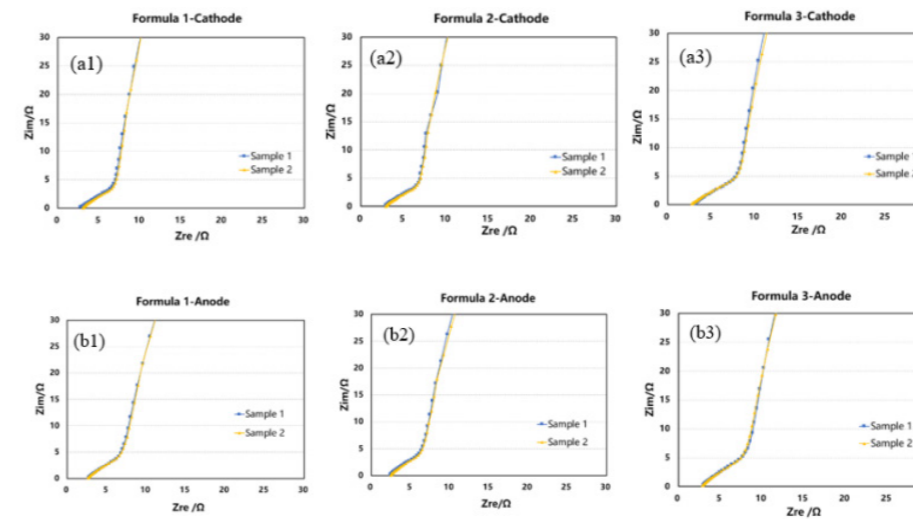 Formula 1-Cathode
(a1)
30
25
20
15
10
5
0
Zim/Ω
0 5 10 15 20 25 30
Zre /Ω
Sample 1
Sample 2
Formula 2-Cathode
(a2)
30
25
20
15
10
5
0
Zim/Ω
0 5 10 15 20 25 30
Zre /Ω
Sample 1
Sample 2
Formula 3-Cathode
(a3)
30
25
20
15
10
5
0
Zim/Ω
0 5 10 15 20 25
Zre /Ω
Sample
Sample
Formula 1-Anode
(b1)
30
25
20
15
10
5
0
Zim/Ω
0 5 10 15 20 25 30
Zre /Ω
Sample 1
Sample 2
Formula 2-Anode
(b2)
30
25
20
15
10
5
0
Zim/Ω
0 5 10 15 20 25 30
Zre/Ω
Sample 1
Sample 2
Formula 3-Anode
(b3)
30
25
20
15
10
5
0
Zim/Ω
0 5 10 15 20 25
Zre /Ω
Sample 1
Sample 2